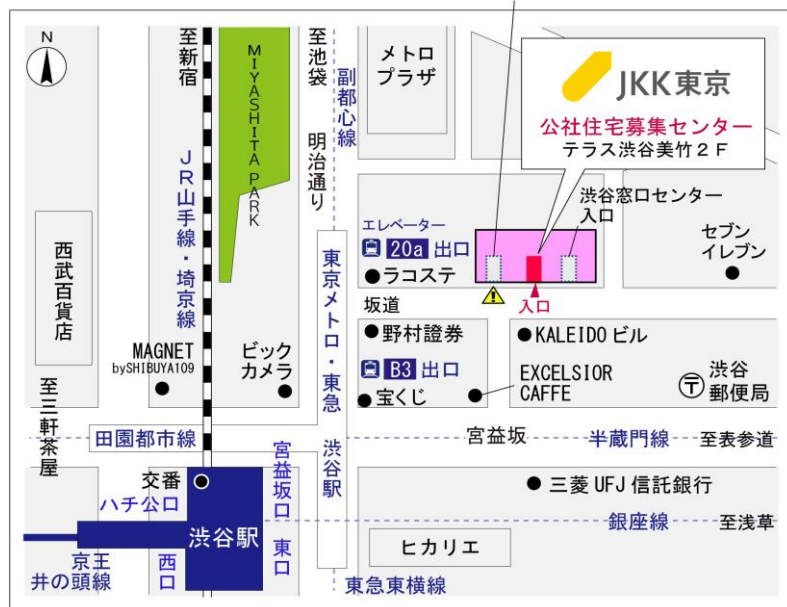 N
至新宿
MIYASHITA PARK
至池袋
副都心線
明治通り
メトロ
プラザ
JKK東京
公社住宅募集センター
テラス渋谷美竹2F
JR山手線・埼京線
西武百貨店
エレベーター
20a 出口
ラコステ
渋谷窓口センター
入口
セブン
イレブン
入口
坂道
東京メトロ・東急 渋谷駅
野村證券
KALEIDO ビル
MAGNET
bySHIBUYA109
ビック
カメラ
B3 出口
宝くじ
EXCELSIOR
CAFFE
渋谷
郵便局
至三軒茶屋
田園都市線
宮益坂
半蔵門線
至表参道
交番
ハチ公口
宮益坂口
三菱 UFJ 信託銀行
渋谷駅
銀座線
至浅草
京王
井の頭線
西口
東口
ヒカリエ
東急東横線